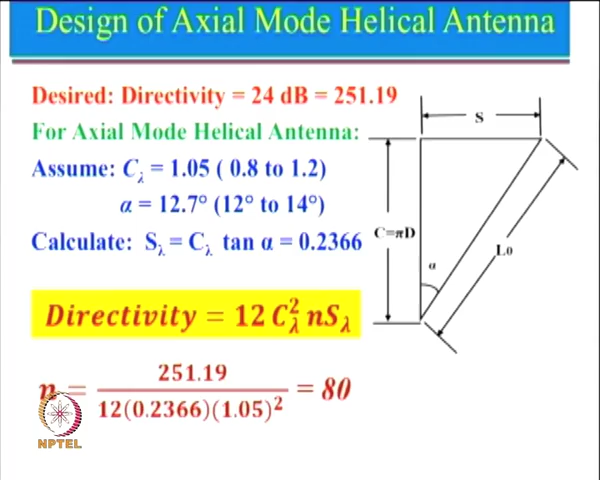 Design of Axial Mode Helical Antenna
Desired: Directivity = 24 dB = 251.19
For Axial Mode Helical Antenna:
Assume: Cλ = 1.05 ( 0.8 to 1.2)
α = 12.7° (12° to 14°)
Calculate: Sλ = Cλ tan α = 0.2366
S
C=πD
α
Lo
Directivity = 12 Cλ² nSλ
n = 251.19 / 12(0.2366)(1.05)² = 80
NPTEL